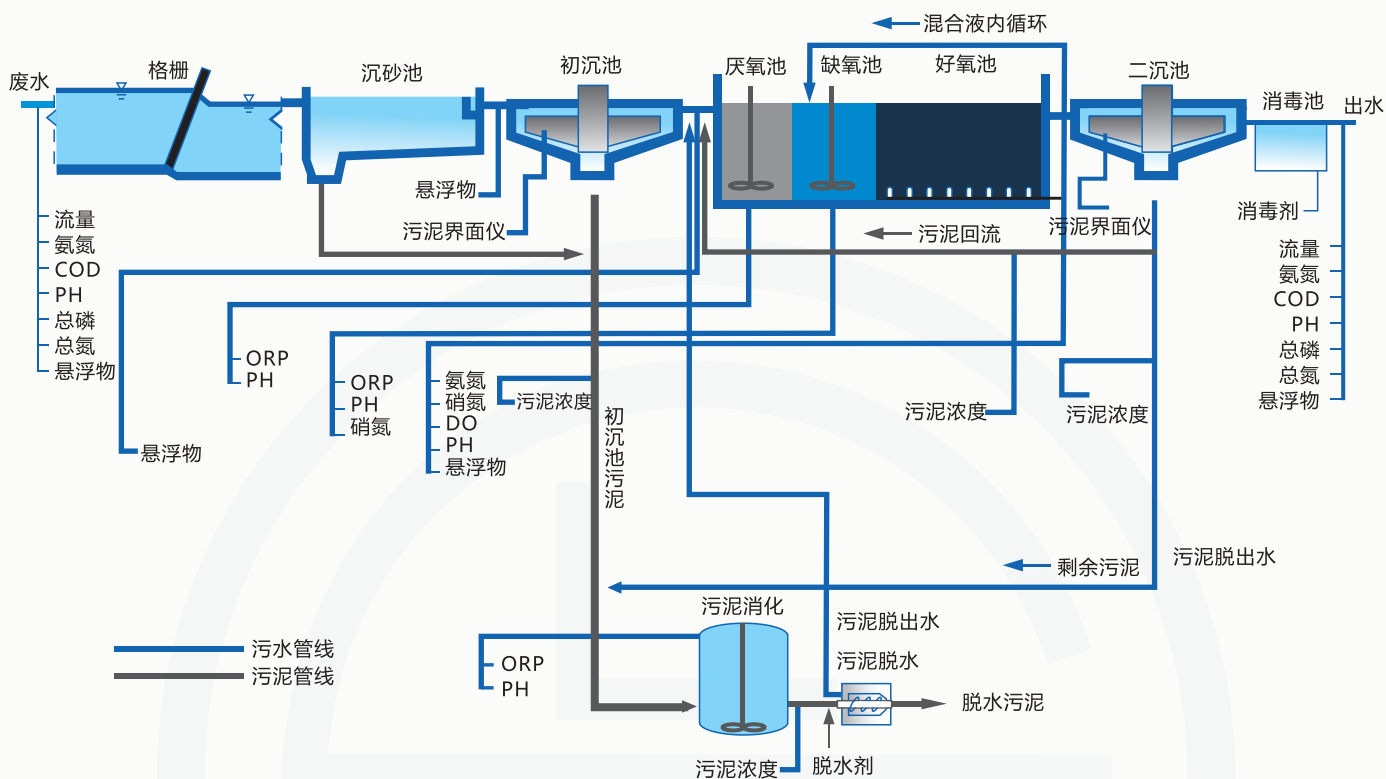 混合液内循环
废水
格栅
沉砂池
初沉池
厌氧池
缺氧池
好氧池
二沉池
消毒池
出水
悬浮物
污泥界面仪
污泥回流
污泥界面仪
消毒剂
流量
氨氮
COD
PH
总磷
总氮
悬浮物
流量
氨氮
COD
PH
总磷
总氮
悬浮物
悬浮物
ORP
PH
ORP
PH
硝氮
氨氮
硝氮
DO
PH
悬浮物
污泥浓度
初沉池污泥
污泥浓度
污泥浓度
剩余污泥
污泥脱出水
污泥消化
污泥脱出水
污泥脱水
污水管线
污泥管线
ORP
PH
脱水污泥
污泥浓度
脱水剂